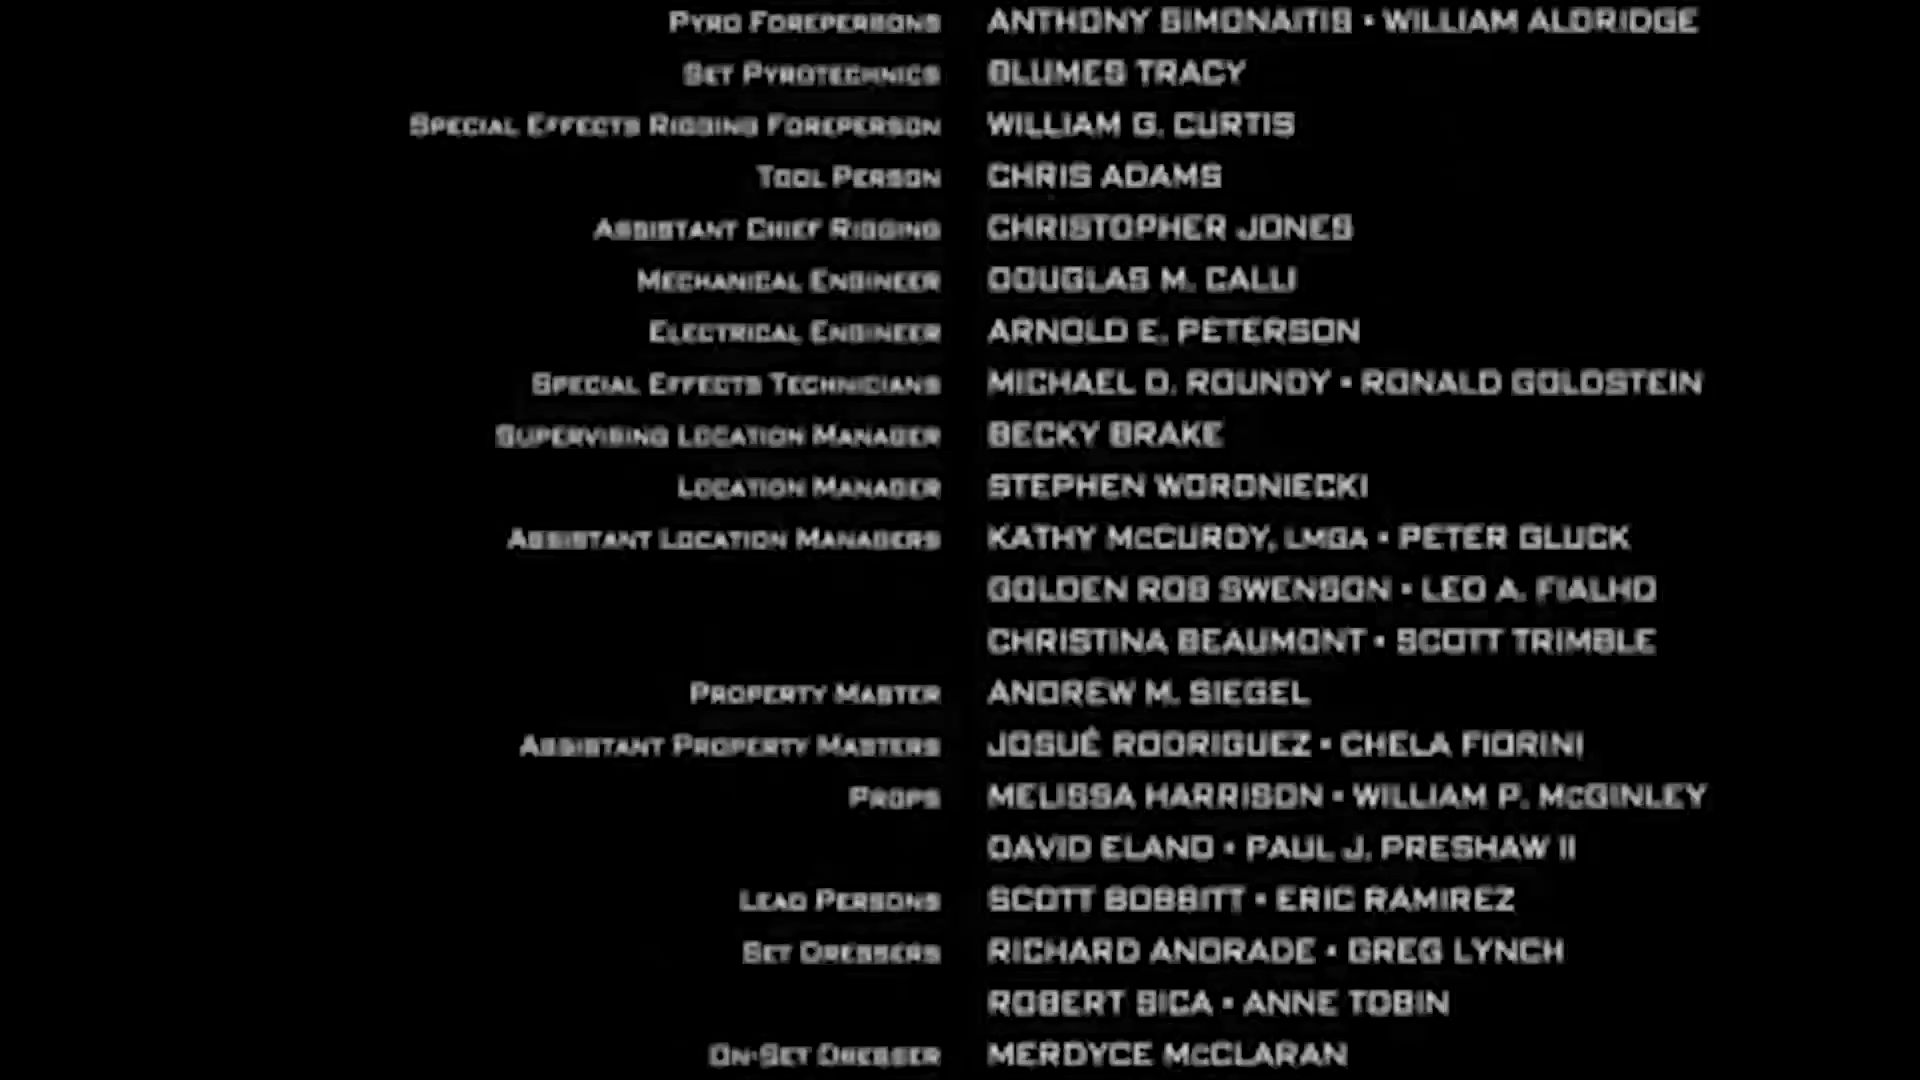 PYRO FOREPERSONS ANTHONY SIMONAITIS • WILLIAM ALDRIDGE
SET PYROTECHNICS BLUMES TRACY
SPECIAL EFFECTS RIGGING FOREPERSON WILLIAM G. CURTIS
TOOL PERSON CHRIS ADAMS
ASSISTANT CHIEF RIGGING CHRISTOPHER JONES
MECHANICAL ENGINEER DOUGLAS M. CALLI
ELECTRICAL ENGINEER ARNOLD E. PETERSON
SPECIAL EFFECTS TECHNICIANS MICHAEL D. ROUNDY • RONALD GOLDSTEIN
SUPERVISING LOCATION MANAGER BECKY BRAKE
LOCATION MANAGER STEPHEN WORONIECKI
ASSISTANT LOCATION MANAGERS KATHY McCURDY, LMGA • PETER GLUCK
GOLDEN ROB SWENSON • LEO A. FIALHO
CHRISTINA BEAUMONT • SCOTT TRIMBLE
PROPERTY MASTER ANDREW M. SIEGEL
ASSISTANT PROPERTY MASTERS JOSUÉ RODRIGUEZ • CHELA FIORINI
PROPS MELISSA HARRISON • WILLIAM P. McGINLEY
DAVID ELAND • PAUL J. PRESHAW II
LEAD PERSONS SCOTT BOBBITT • ERIC RAMIREZ
SET DRESSERS RICHARD ANDRADE • GREG LYNCH
ROBERT SICA • ANNE TOBIN
ON-SET DRESSER MERDYCE McCLARAN